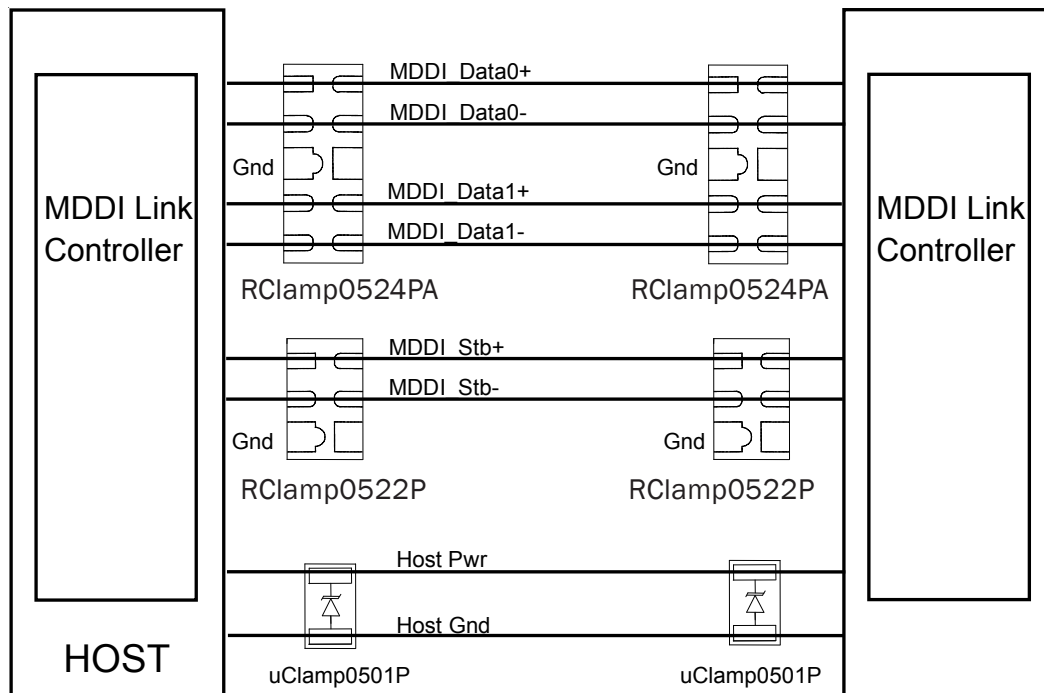 MDDI_Data0+
MDDI_Data0-
Gnd
Gnd
MDDI_Data1+
MDDI_Data1-
MDDI Link
Controller
MDDI Link
Controller
RClamp0524PA
RClamp0524PA
MDDI_Stb+
MDDI_Stb-
Gnd
Gnd
RClamp0522P
RClamp0522P
Host Pwr
Host Gnd
HOST
uClamp0501P
uClamp0501P